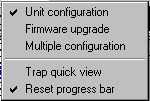 Unit configuration
Firmware upgrade
Multiple configuration
Trap quick view
Reset progress bar